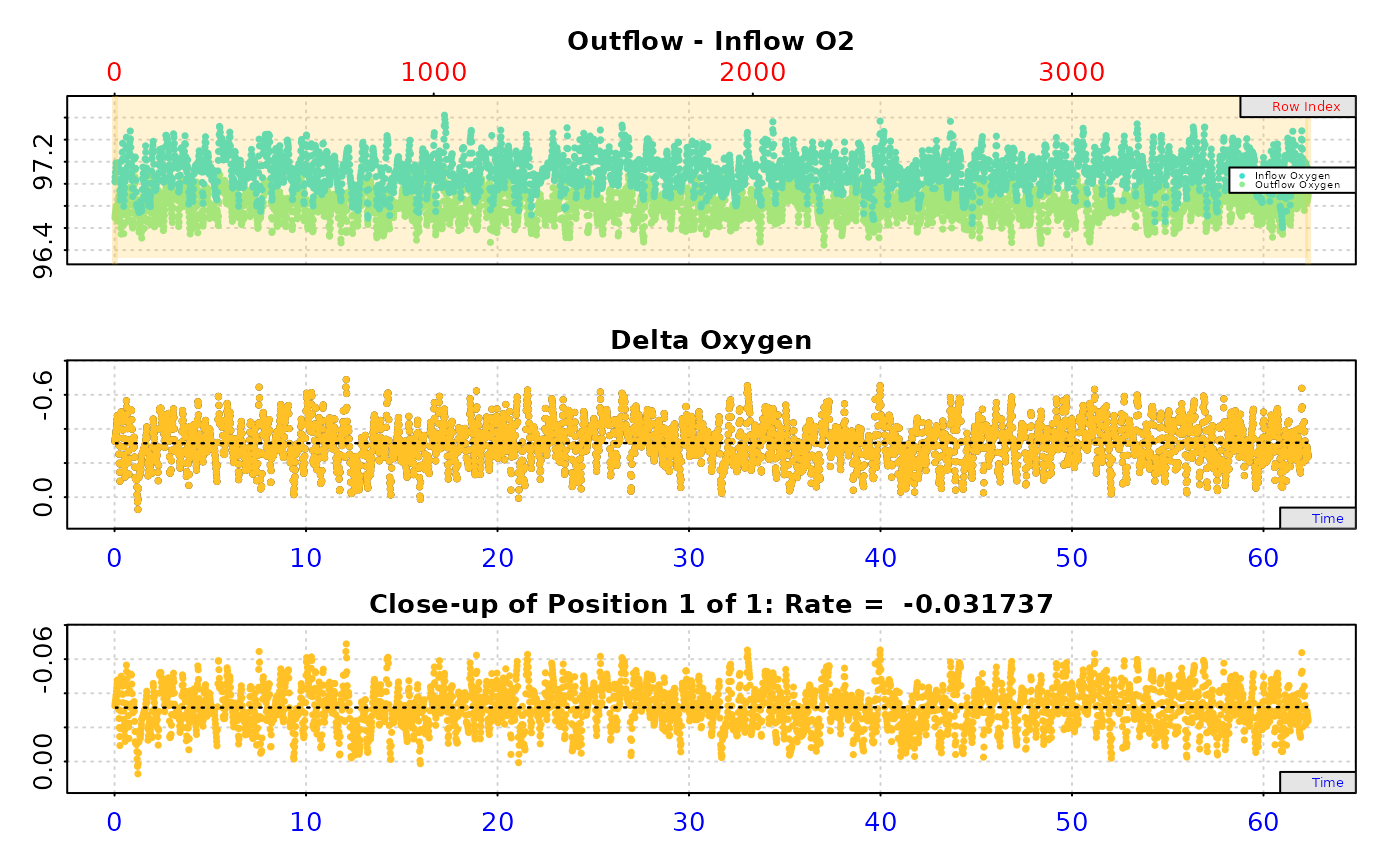 Outflow - Inflow O2
0 1000 2000 3000
Row Index
97.2
96.4
Inflow Oxygen
Outflow Oxygen
Delta Oxygen
-0.6
0.0
Time
0 10 20 30 40 50 60
Close-up of Position 1 of 1: Rate = -0.031737
-0.06
0.00
Time
0 10 20 30 40 50 60